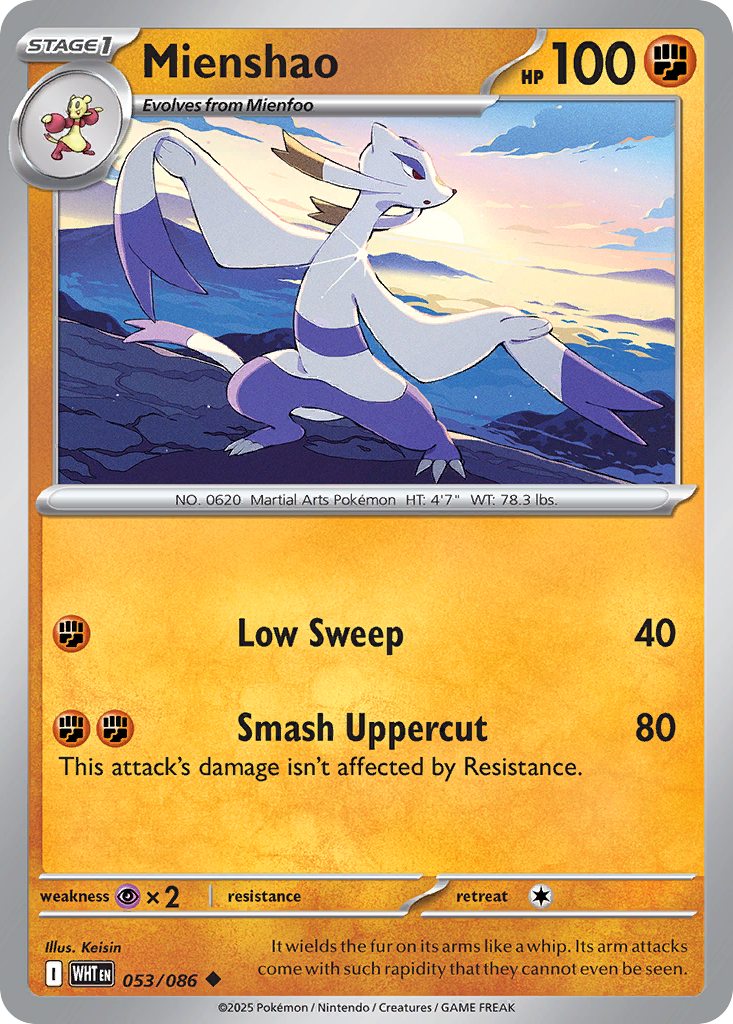 STAGE1
Mienshao
HP 100
Evolves from Mienfoo
NO. 0620 Martial Arts Pokémon HT: 4'7" WT: 78.3 lbs.
Low Sweep 40
Smash Uppercut 80
This attack's damage isn't affected by Resistance.
weakness ×2 resistance retreat
Illus. Keisin
It wields the fur on its arms like a whip. Its arm attacks
come with such rapidity that they cannot even be seen.
I WHT EN 053/086
©2025 Pokémon / Nintendo / Creatures / GAME FREAK